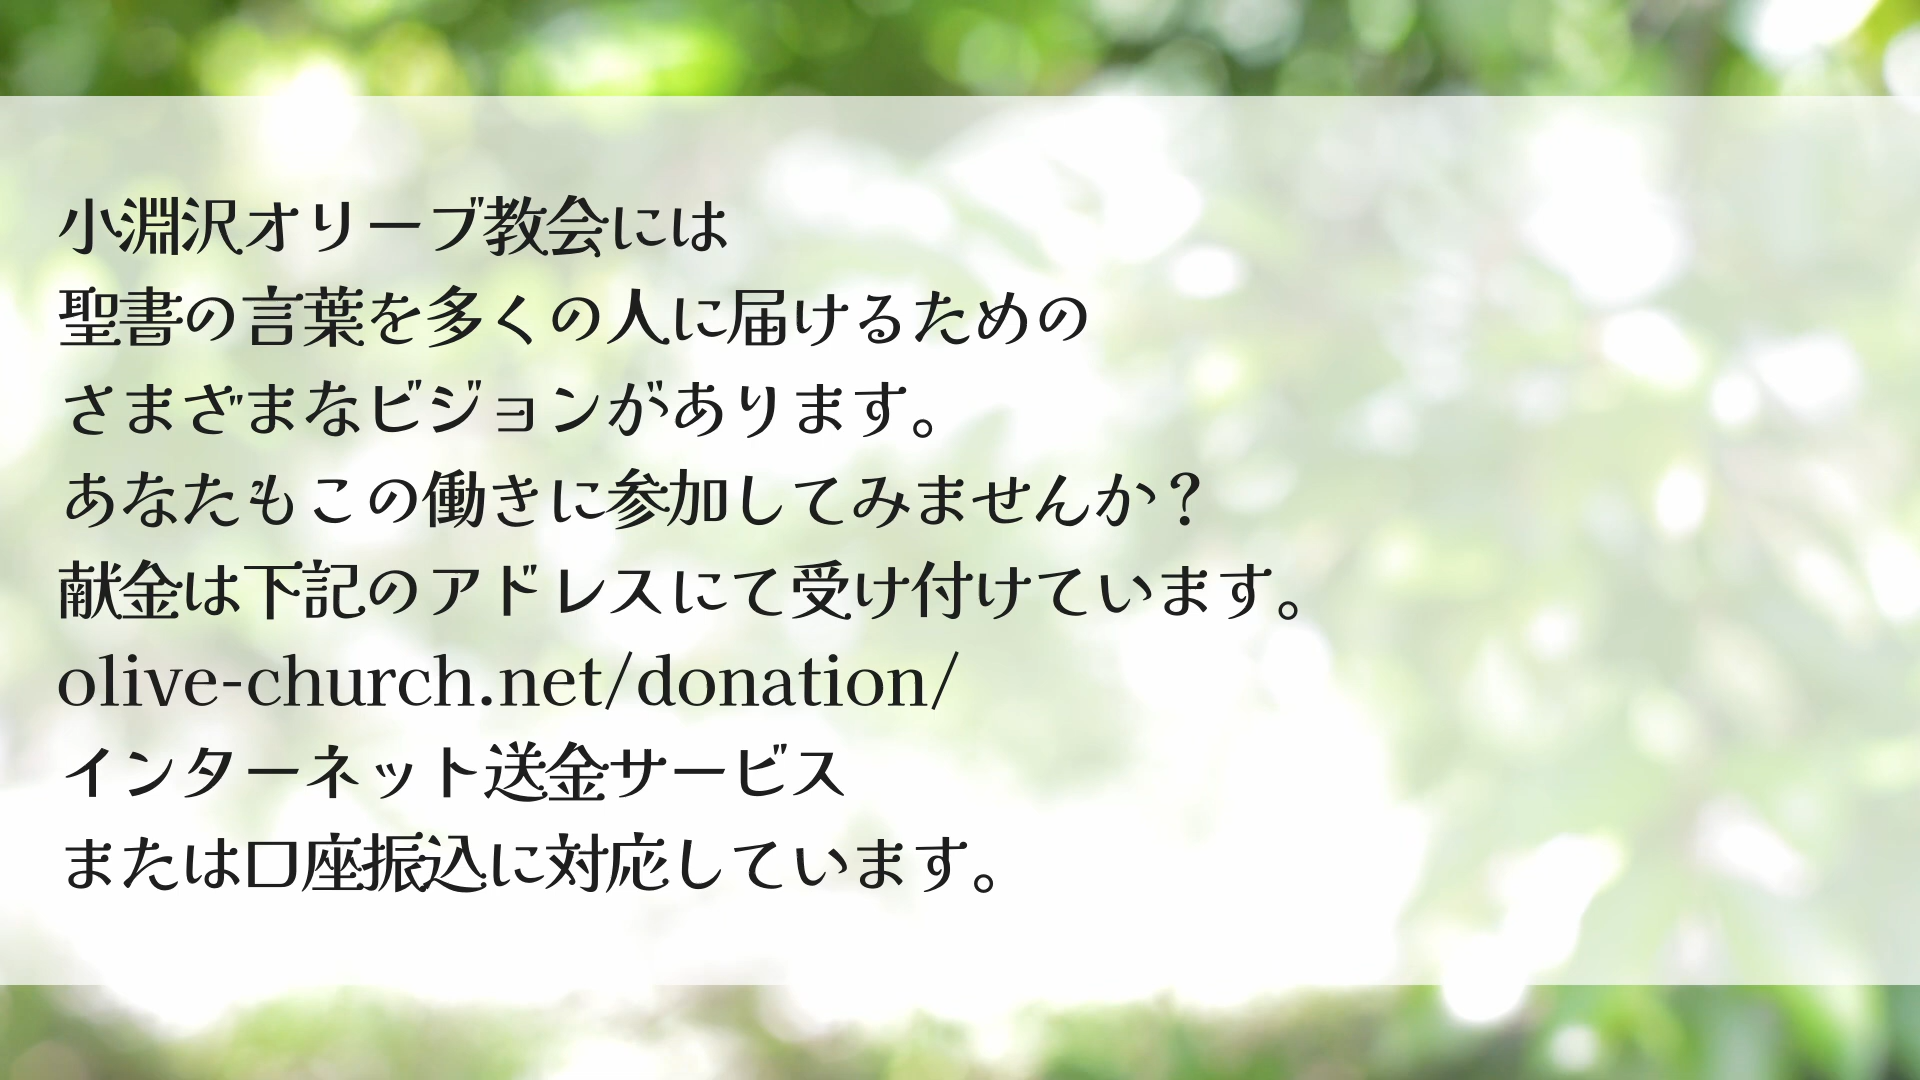 小淵沢オリーブ教会には
聖書の言葉を多くの人に届けるための
さまざまなビジョンがあります。
あなたもこの働きに参加してみませんか？
献金は下記のアドレスにて受け付けています。
olive-church.net/donation/
インターネット送金サービス
または口座振込に対応しています。